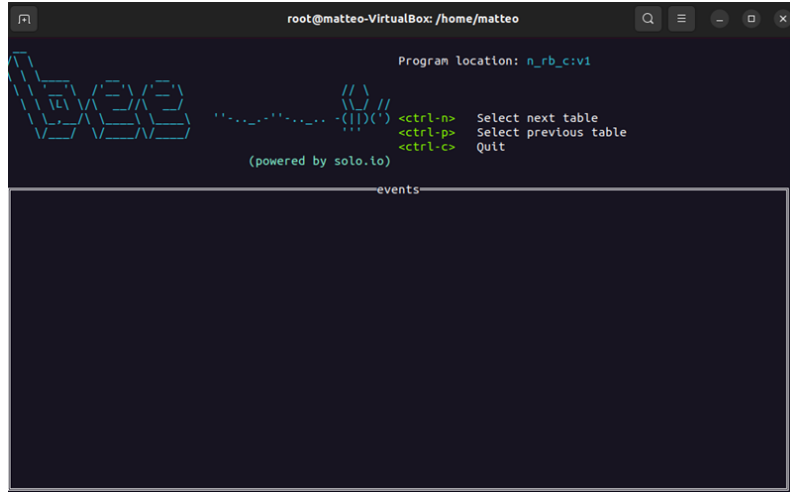 root@matteo-VirtualBox: /home/matteo
Program location: n_rb_c:v1
bee
<ctrl-n> Select next table
<ctrl-p> Select previous table
<ctrl-c> Quit
(powered by solo.io)
events